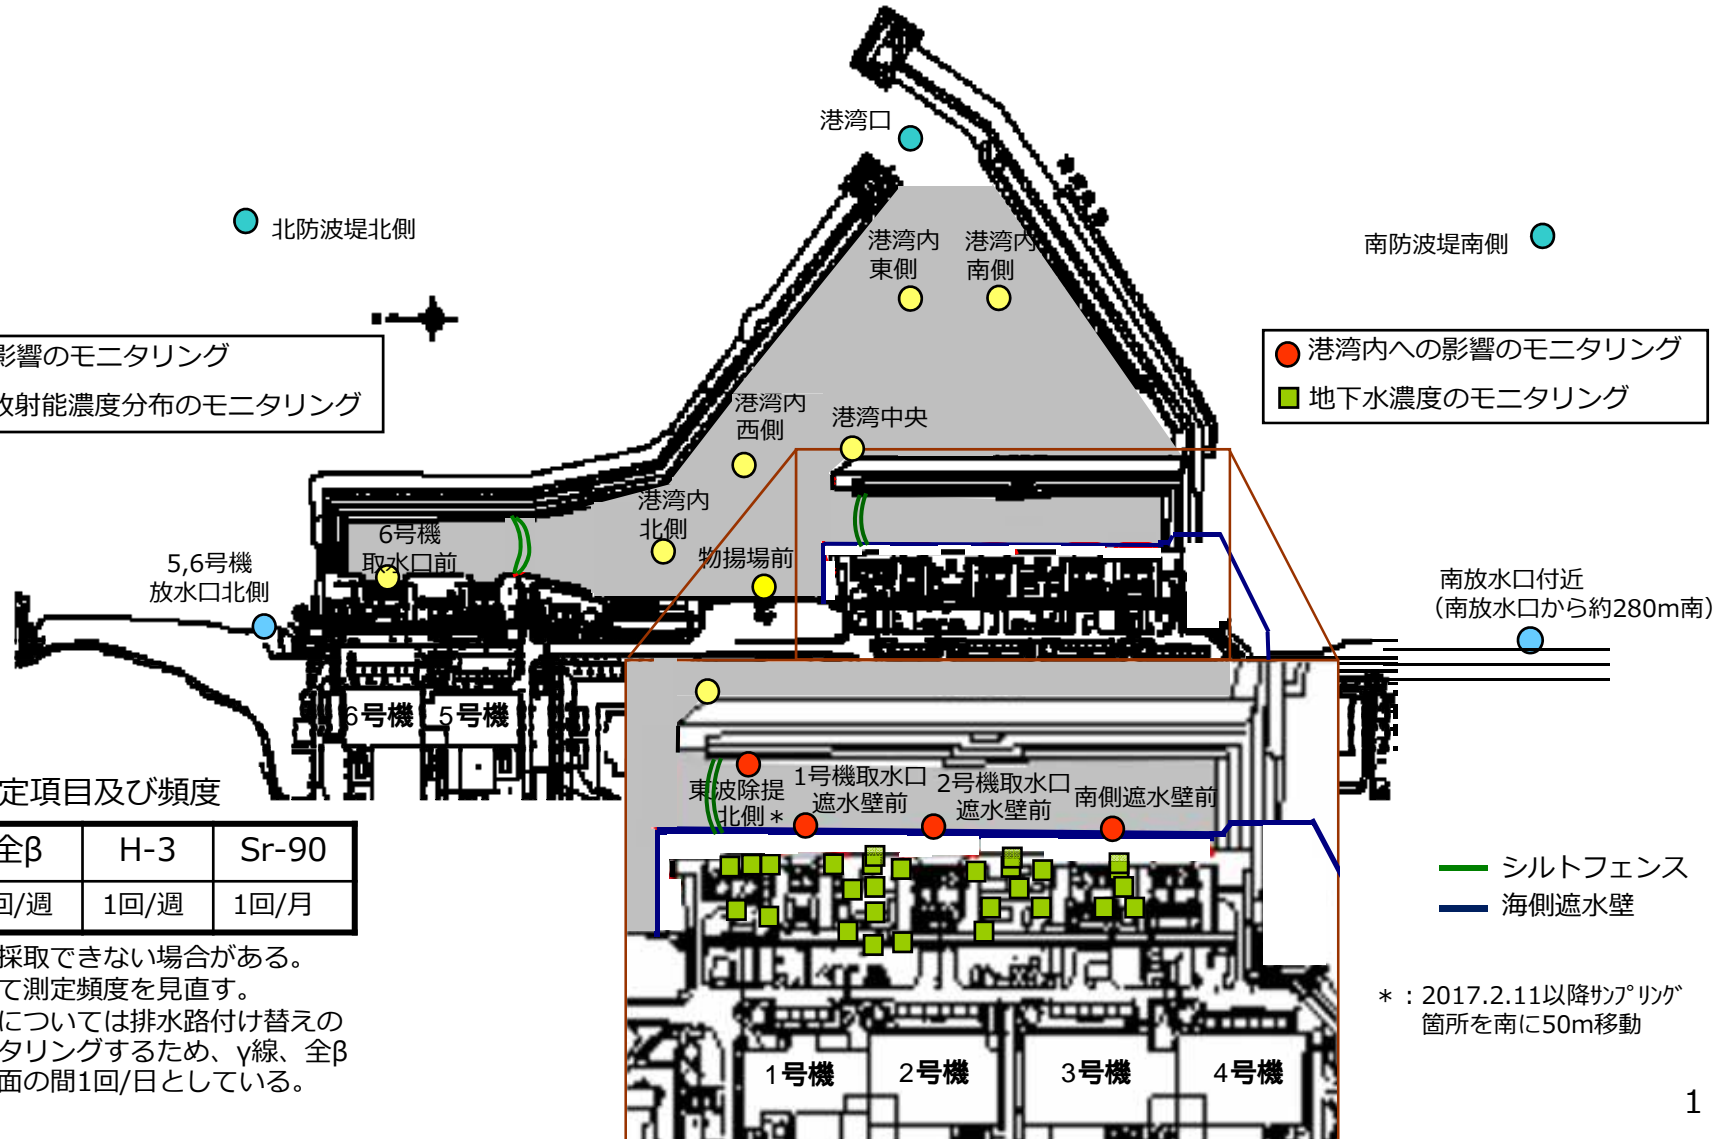 港湾口
北防波堤北側
港湾内
東側
港湾内
南側
南防波堤南側
影響のモニタリング
放射能濃度分布のモニタリング
港湾内への影響のモニタリング
地下水濃度のモニタリング
港湾内
西側
港湾中央
港湾内
北側
6号機
取水口前
物揚場前
5,6号機
放水口北側
南放水口付近
（南放水口から約280m南）
6号機
5号機
定項目及び頻度
全β
H-3
Sr-90
回/週
1回/週
1回/月
採取できない場合がある。
て測定頻度を見直す。
については排水路付け替えの
タリングするため、γ線、全β
面の間1回/日としている。
東波除提
北側＊
1号機取水口
遮水壁前
2号機取水口
遮水壁前
南側遮水壁前
シルトフェンス
海側遮水壁
＊：2017.2.11以降ｻﾝﾌﾟﾘﾝｸﾞ
箇所を南に50m移動
1号機
2号機
3号機
4号機
1